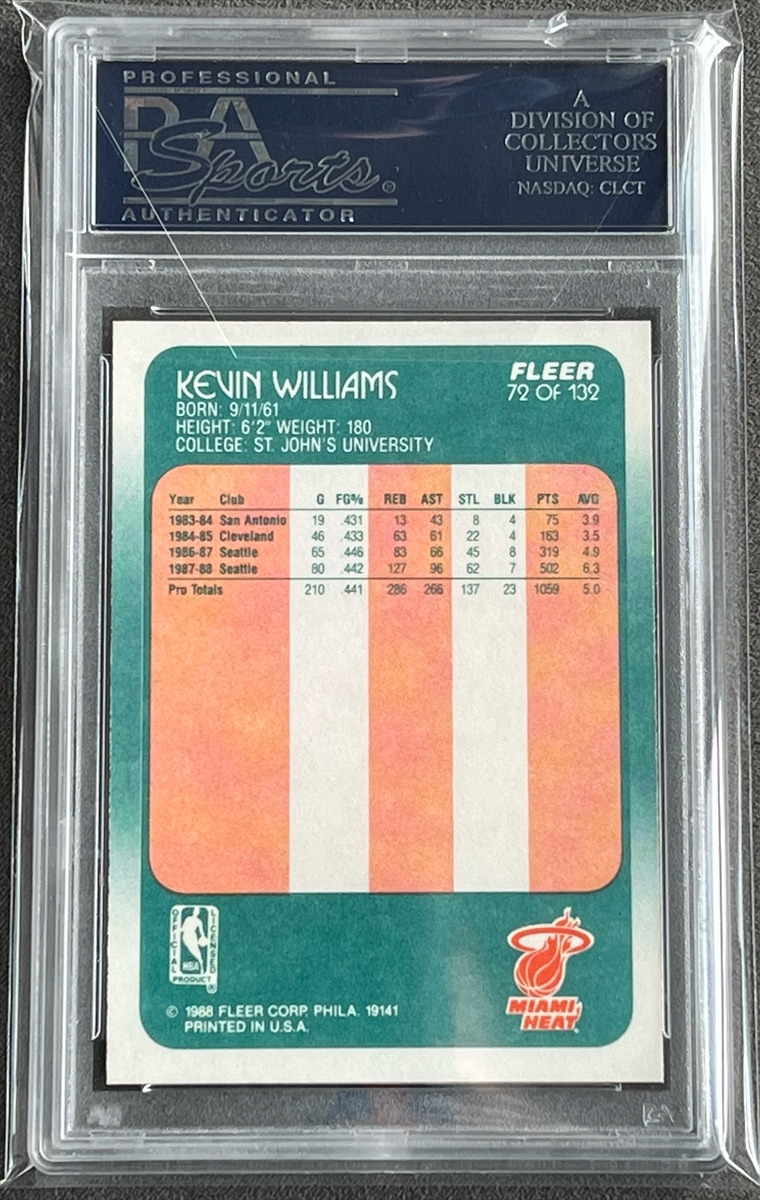 PROFESSIONAL
PSA
Sports®
AUTHENTICATOR
A
DIVISION OF
COLLECTORS
UNIVERSE
NASDAQ: CLCT
KEVIN WILLIAMS
FLEER
72 OF 132
BORN: 9/11/61
HEIGHT: 6'2" WEIGHT: 180
COLLEGE: ST. JOHN'S UNIVERSITY
Year Club G FG% REB AST STL BLK PTS AVG
1983-84 San Antonio 19 .431 13 43 8 4 75 3.9
1984-85 Cleveland 46 .433 63 61 22 4 163 3.5
1986-87 Seattle 65 .446 83 66 45 8 319 4.9
1987-88 Seattle 80 .442 127 96 62 7 502 6.3
Pro Totals 210 .441 286 266 137 23 1059 5.0
OFFICIAL LICENSED
NBA
PRODUCT ®
MIAMI
HEAT
© 1988 FLEER CORP. PHILA. 19141
PRINTED IN U.S.A.